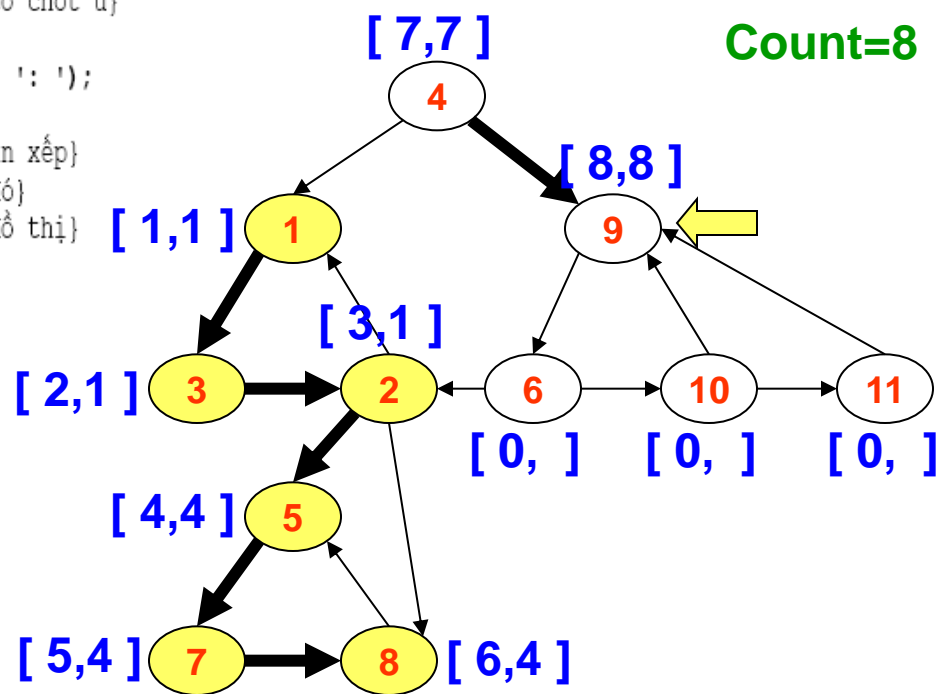 chốt u}
': ');
xếp}
thị}
Count=8
[ 7,7 ]
4
[ 8,8 ]
9
[ 1,1 ]
1
[ 3,1 ]
[ 2,1 ]
3
2
6
10
11
[ 0, ]
[ 0, ]
[ 0, ]
[ 4,4 ]
5
[ 5,4 ]
7
8
[ 6,4 ]